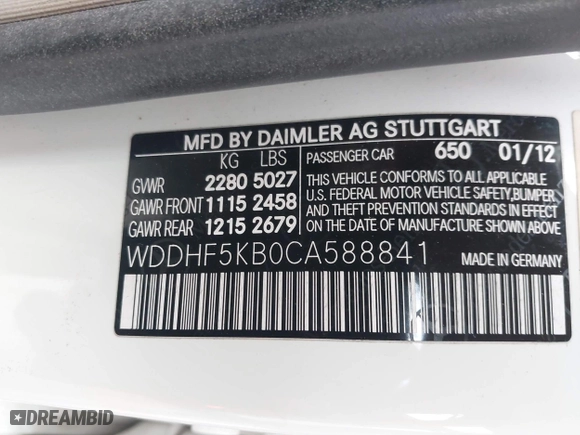 MFD BY DAIMLER AG STUTTGART
KG LBS
GVWR 2280 5027
GAWR FRONT 1115 2458
GAWR REAR 1215 2679
PASSENGER CAR 650 01/12
THIS VEHICLE CONFORMS TO ALL APPLICABLE
U.S. FEDERAL MOTOR VEHICLE SAFETY, BUMPER
AND THEFT PREVENTION STANDARDS IN EFFECT ON
THE DATE OF MANUFACTURE SHOWN ABOVE.
WDDHF5KB0CA588841 MADE IN GERMANY
DREAMBID